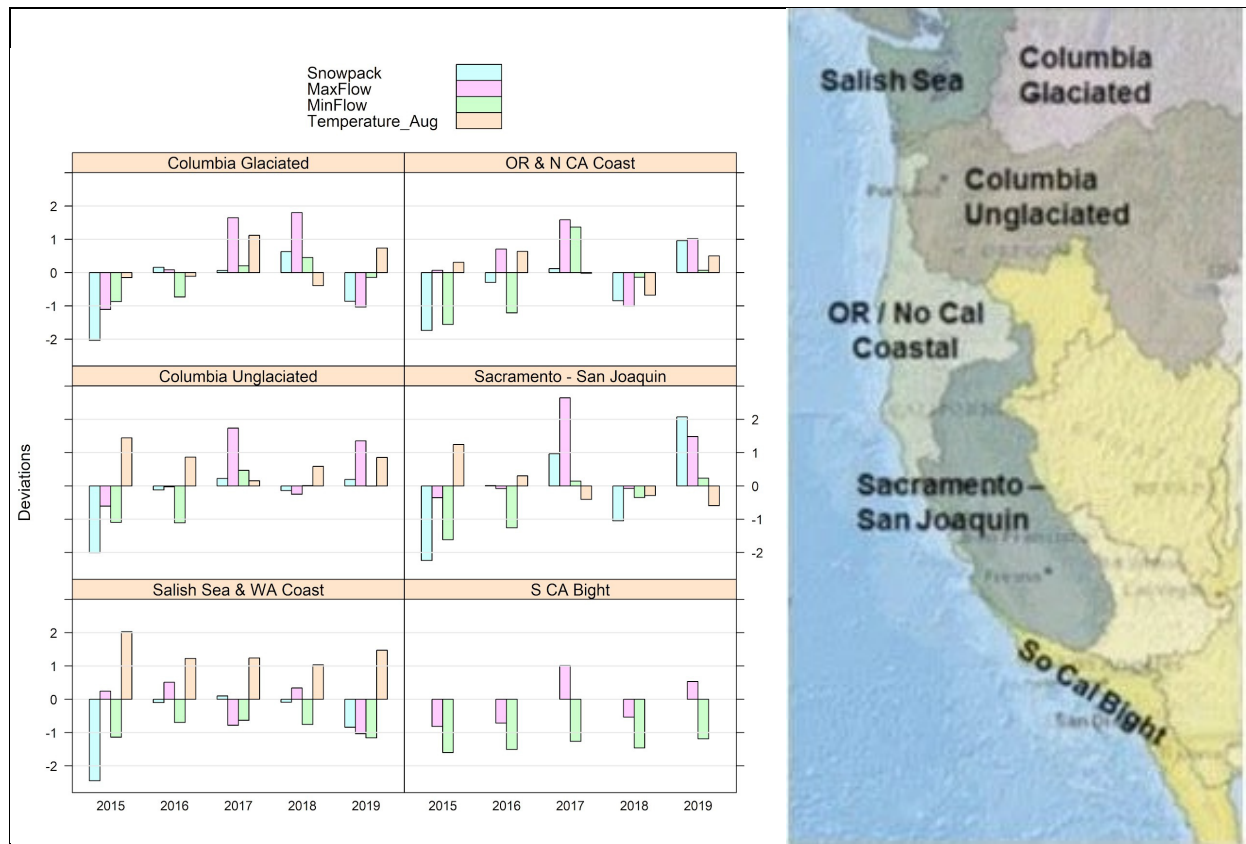 Snowpack
MaxFlow
MinFlow
Temperature_Aug
Columbia Glaciated
OR & N CA Coast
2
1
0
-1
-2
Columbia Unglaciated
Sacramento - San Joaquin
2
1
0
-1
-2
Deviations
Salish Sea & WA Coast
S CA Bight
2
1
0
-1
-2
2015 2016 2017 2018 2019
2015 2016 2017 2018 2019
Salish Sea
Columbia
Glaciated
Columbia
Unglaciated
OR / No Cal
Coastal
Sacramento –
San Joaquin
Fresno
So Cal Bight